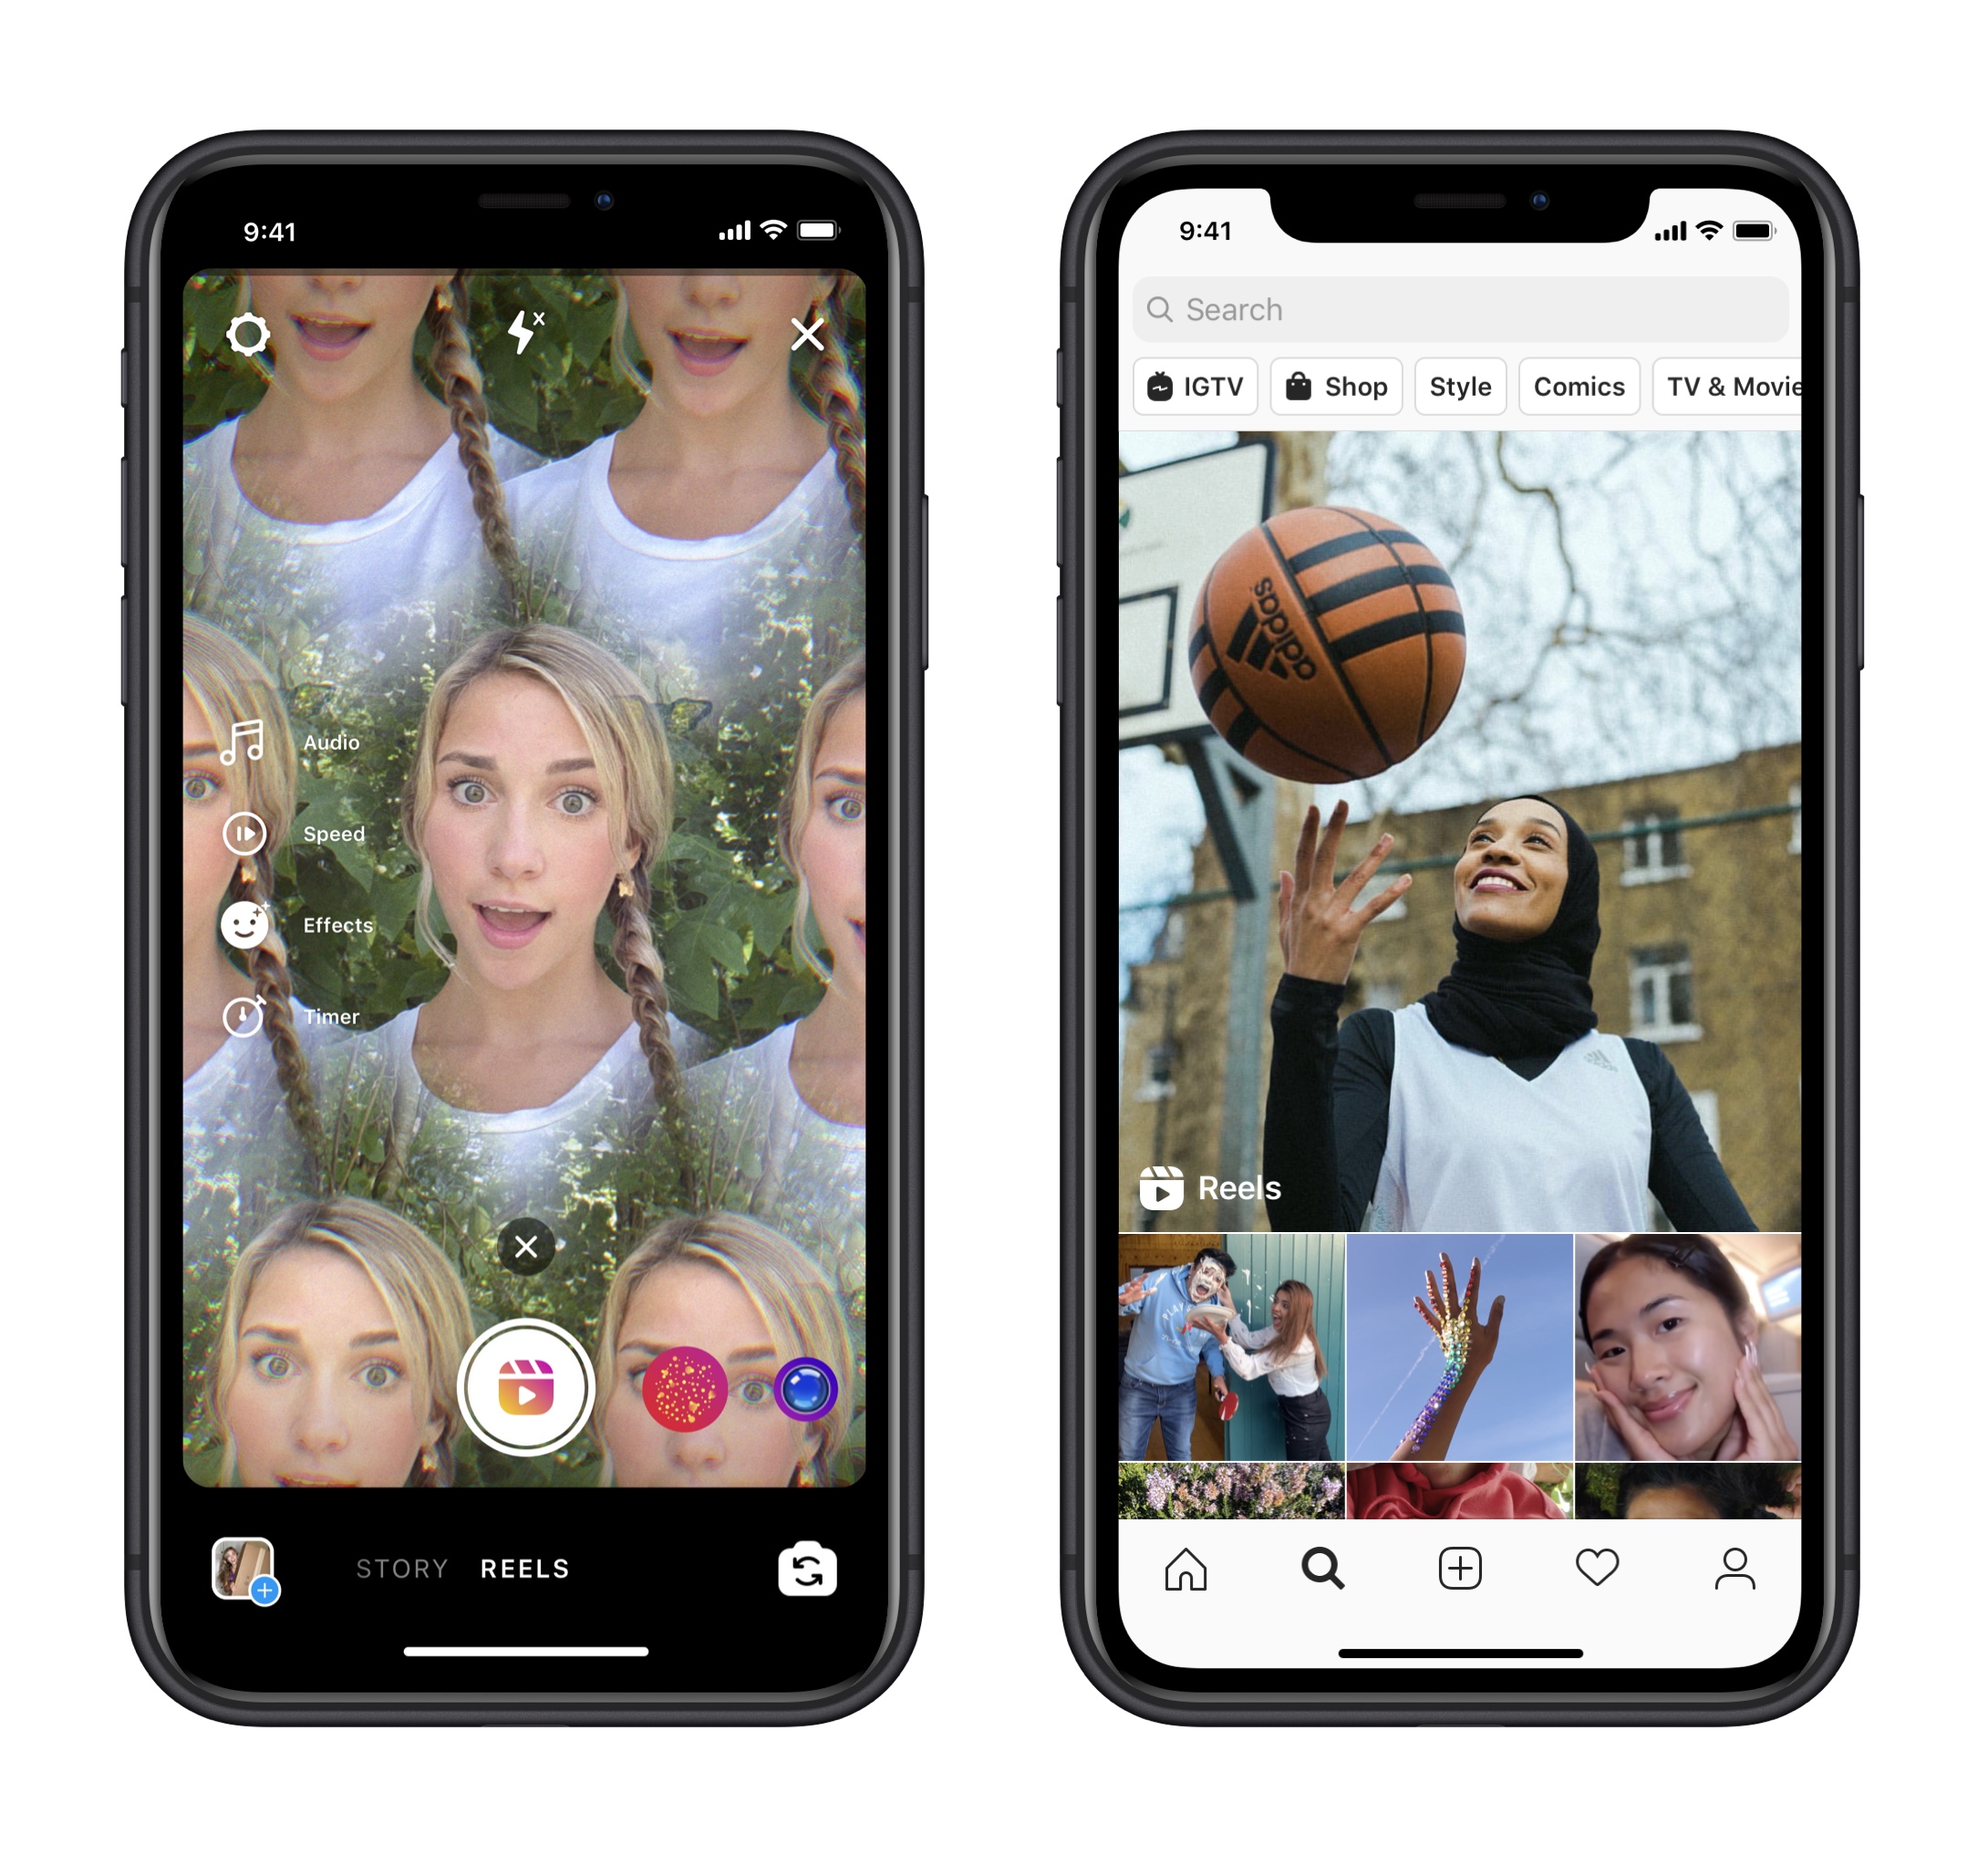 9:41
Audio
Speed
Effects
Timer
STORY REELS
9:41
Search
IGTV Shop Style Comics TV & Movie
adidas
Reels
PLAY